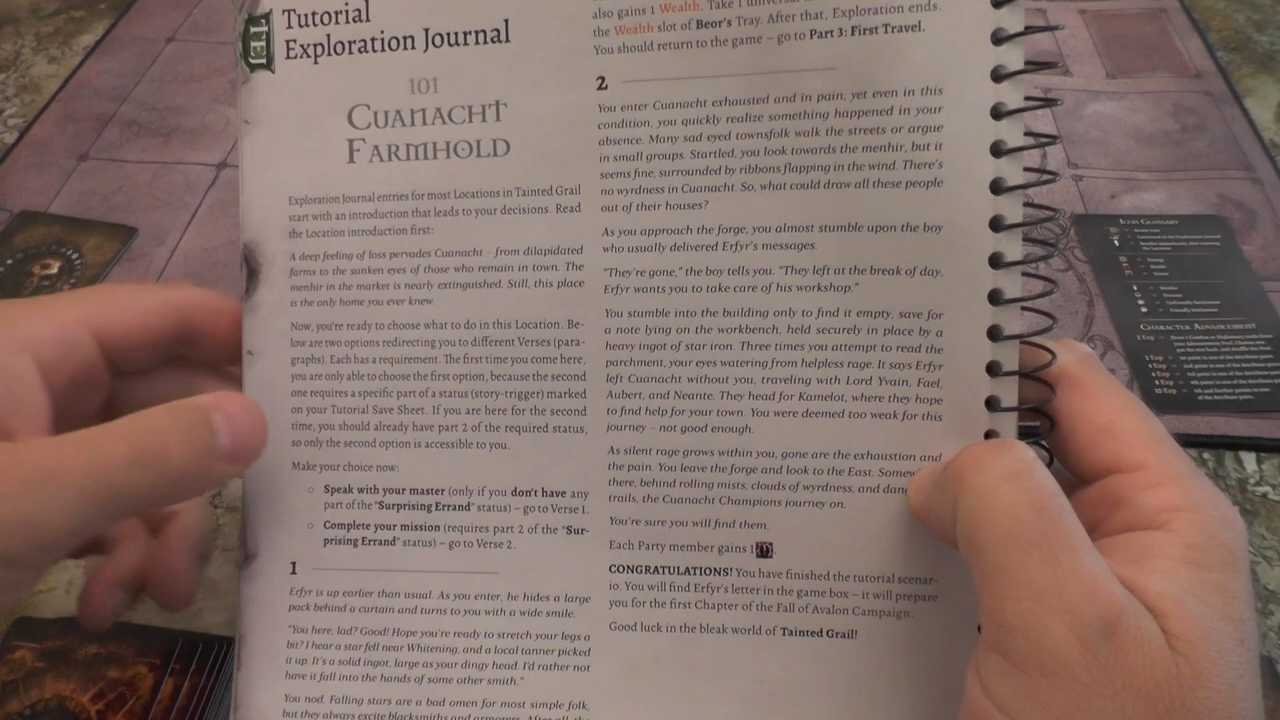 Tutorial
Exploration Journal
101
CUANACHT
FARMHOLD
Exploration Journal entries for most Locations in Tainted Grail
start with an introduction that leads to your decisions. Read
the Location introduction first:
A deep feeling of loss pervades Cuanacht – from dilapidated
farms to the sunken eyes of those who remain in town. The
menhir in the market is nearly extinguished. Still, this place
is the only home you ever knew.
Now, you're ready to choose what to do in this Location. Be-
low are two options redirecting you to different Verses (para-
graphs). Each has a requirement. The first time you come here,
you are only able to choose the first option, because the second
one requires a specific part of a status (story-trigger) marked
on your Tutorial Save Sheet. If you are here for the second
time, you should already have part 2 of the required status,
so only the second option is accessible to you.
Make your choice now:
○ Speak with your master (only if you don't have any
part of the "Surprising Errand" status) – go to Verse 1.
○ Complete your mission (requires part 2 of the "Sur-
prising Errand" status) – go to Verse 2.
1
Erfyr is up earlier than usual. As you enter, he hides a large
pack behind a curtain and turns to you with a wide smile.
"You here, lad? Good! Hope you're ready to stretch your legs a
bit? I hear a star fell near Whitening, and a local tanner picked
it up. It's a solid ingot, large as your dingy head. I'd rather not
have it fall into the hands of some other smith."
You nod. Falling stars are a bad omen for most simple folk,
but they always excite blacksmiths and armorers. After all, the
also gains 1 Wealth. Take 1 universal
the Wealth slot of Beor's Tray. After that, Exploration ends.
You should return to the game – go to Part 3: First Travel.
2
You enter Cuanacht exhausted and in pain, yet even in this
condition, you quickly realize something happened in your
absence. Many sad-eyed townsfolk walk the streets or argue
in small groups. Startled, you look towards the menhir, but it
seems fine, surrounded by ribbons flapping in the wind. There's
no wyrdness in Cuanacht. So, what could draw all these people
out of their houses?
As you approach the forge, you almost stumble upon the boy
who usually delivered Erfyr's messages.
"They're gone," the boy tells you. "They left at the break of day.
Erfyr wants you to take care of his workshop."
You stumble into the building only to find it empty, save for
a note lying on the workbench, held securely in place by a
heavy ingot of star iron. Three times you attempt to read the
parchment, your eyes watering from helpless rage. It says Erfyr
left Cuanacht without you, traveling with Lord Yvain, Fael,
Aubert, and Neante. They head for Kamelot, where they hope
to find help for your town. You were deemed too weak for this
journey – not good enough.
As silent rage grows within you, gone are the exhaustion and
the pain. You leave the forge and look to the East. Somew
there, behind rolling mists, clouds of wyrdness, and dan
trails, the Cuanacht Champions journey on.
You're sure you will find them.
Each Party member gains 1
CONGRATULATIONS! You have finished the tutorial scenar-
io. You will find Erfyr's letter in the game box – it will prepare
you for the first Chapter of the Fall of Avalon Campaign.
Good luck in the bleak world of Tainted Grail!
ICON GLOSSARY
CHARACTER ADVANCEMENT